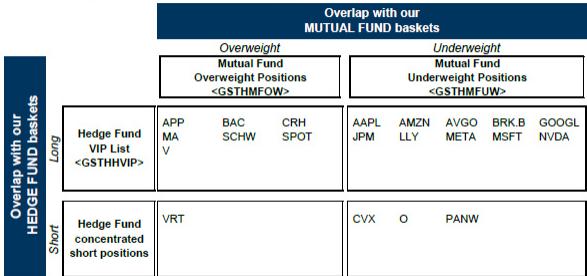 Overlap with our
MUTUAL FUND baskets
Overweight Underweight
Mutual Fund
Overweight Positions
<GSTHMFOW>
Mutual Fund
Underweight Positions
<GSTHMFUW>
Overlap with our
HEDGE FUND baskets
Long
Hedge Fund
VIP List
<GSTHHVIP>
APP BAC CRH
MA SCHW SPOT
V
AAPL AMZN AVGO BRK.B GOOGL
JPM LLY META MSFT NVDA
Short
Hedge Fund
concentrated
short positions
VRT
CVX O PANW